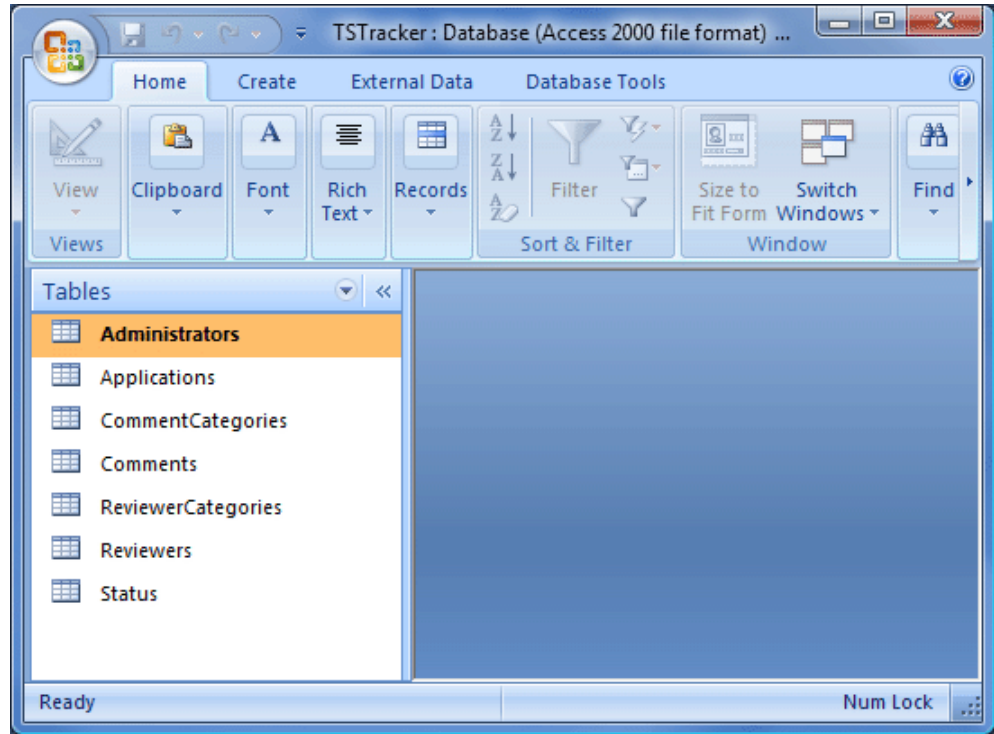 TSTracker : Database (Access 2000 file format) ...
Home Create External Data Database Tools
View Clipboard Font Rich Text Records Filter Size to Fit Form Switch Windows Find
Views Sort & Filter Window
Tables
Administrators
Applications
CommentCategories
Comments
ReviewerCategories
Reviewers
Status
Ready Num Lock